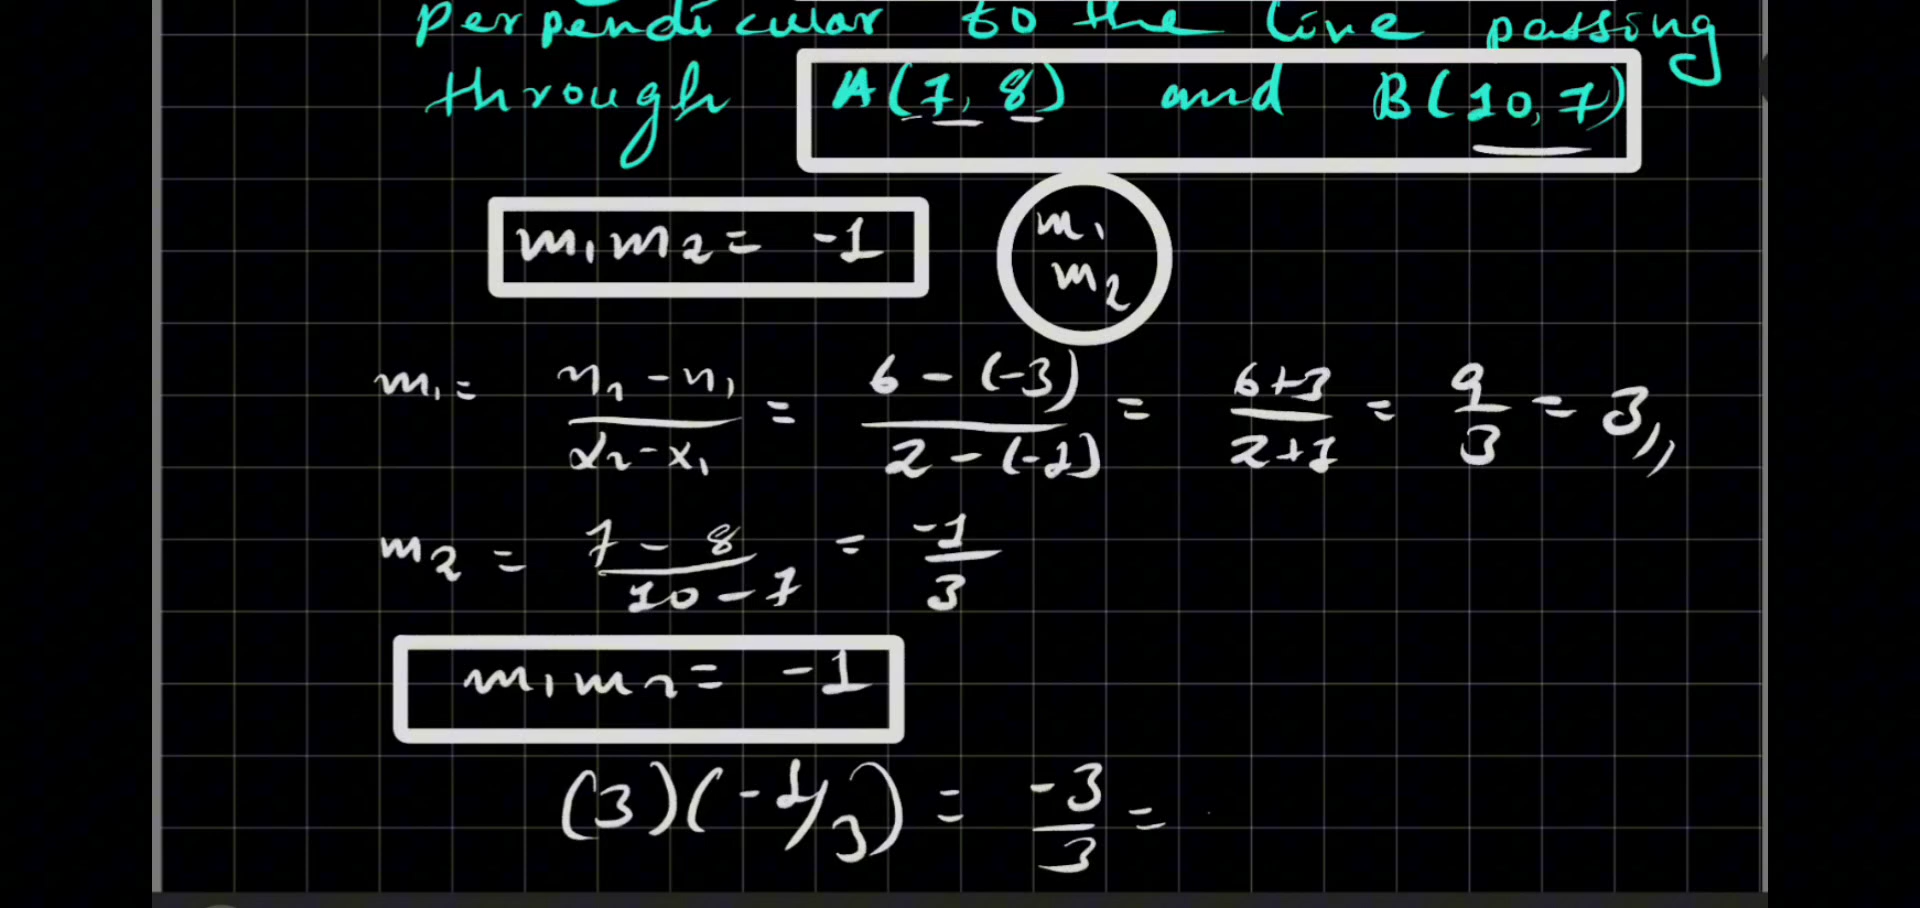 perpendicular to the line passing
through A(7, 8) and B(10, 7)
m1m2 = -1
m1
m2
m1 = y2 - y1 / x2 - x1 = 6 - (-3) / 2 - (-1) = 6+3 / 2+1 = 9/3 = 3,,
m2 = 7 - 8 / 10 - 7 = -1/3
m1m2 = -1
(3)(-1/3) = -3/3 =